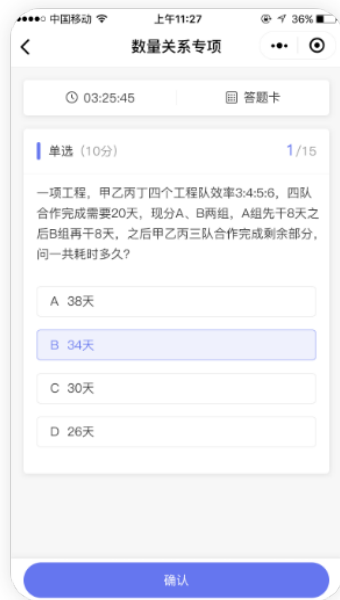 中国移动 上午11:27 36%
数量关系专项
03:25:45 答题卡
单选（10分） 1/15
一项工程，甲乙丙丁四个工程队效率3:4:5:6，四队
合作完成需要20天，现分A、B两组，A组先干8天之
后B组再干8天，之后甲乙丙三队合作完成剩余部分，
问一共耗时多久？
A 38天
B 34天
C 30天
D 26天
确认